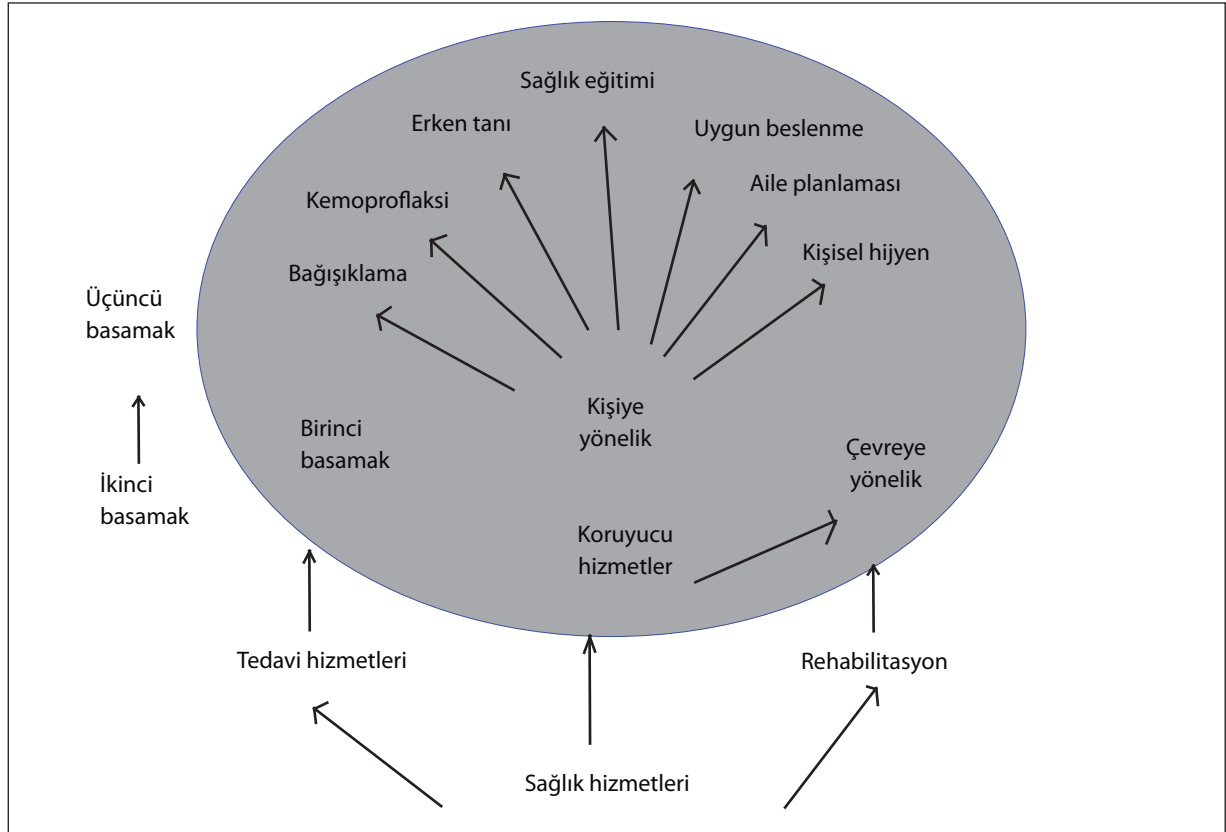 Sağlık eğitimi
Erken tanı
Uygun beslenme
Kemoproflaksi
Aile planlaması
Bağışıklama
Kişisel hijyen
Üçüncü
basamak
Kişiye
yönelik
Birinci
basamak
Çevreye
yönelik
İkinci
basamak
Koruyucu
hizmetler
Tedavi hizmetleri
Rehabilitasyon
Sağlık hizmetleri